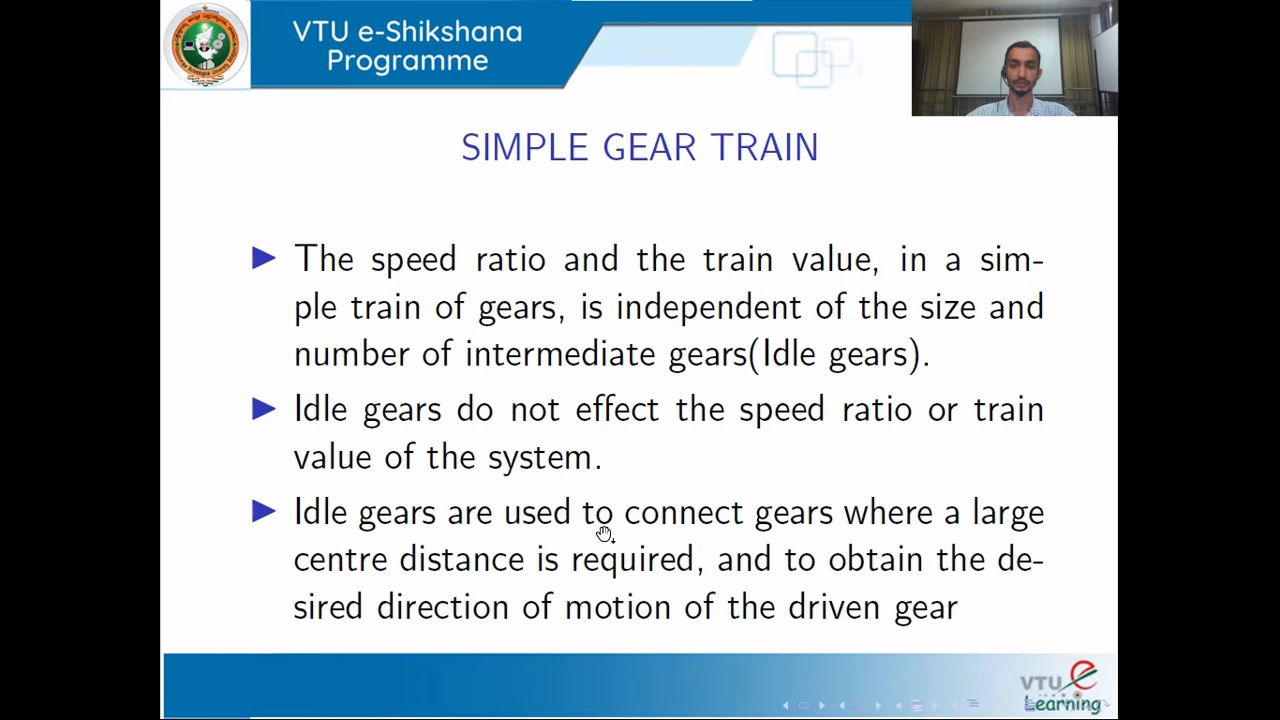 VTU e-Shikshana
Programme
SIMPLE GEAR TRAIN
The speed ratio and the train value, in a sim-
ple train of gears, is independent of the size and
number of intermediate gears(Idle gears).
Idle gears do not effect the speed ratio or train
value of the system.
Idle gears are used to connect gears where a large
centre distance is required, and to obtain the de-
sired direction of motion of the driven gear
VTU e
Learning